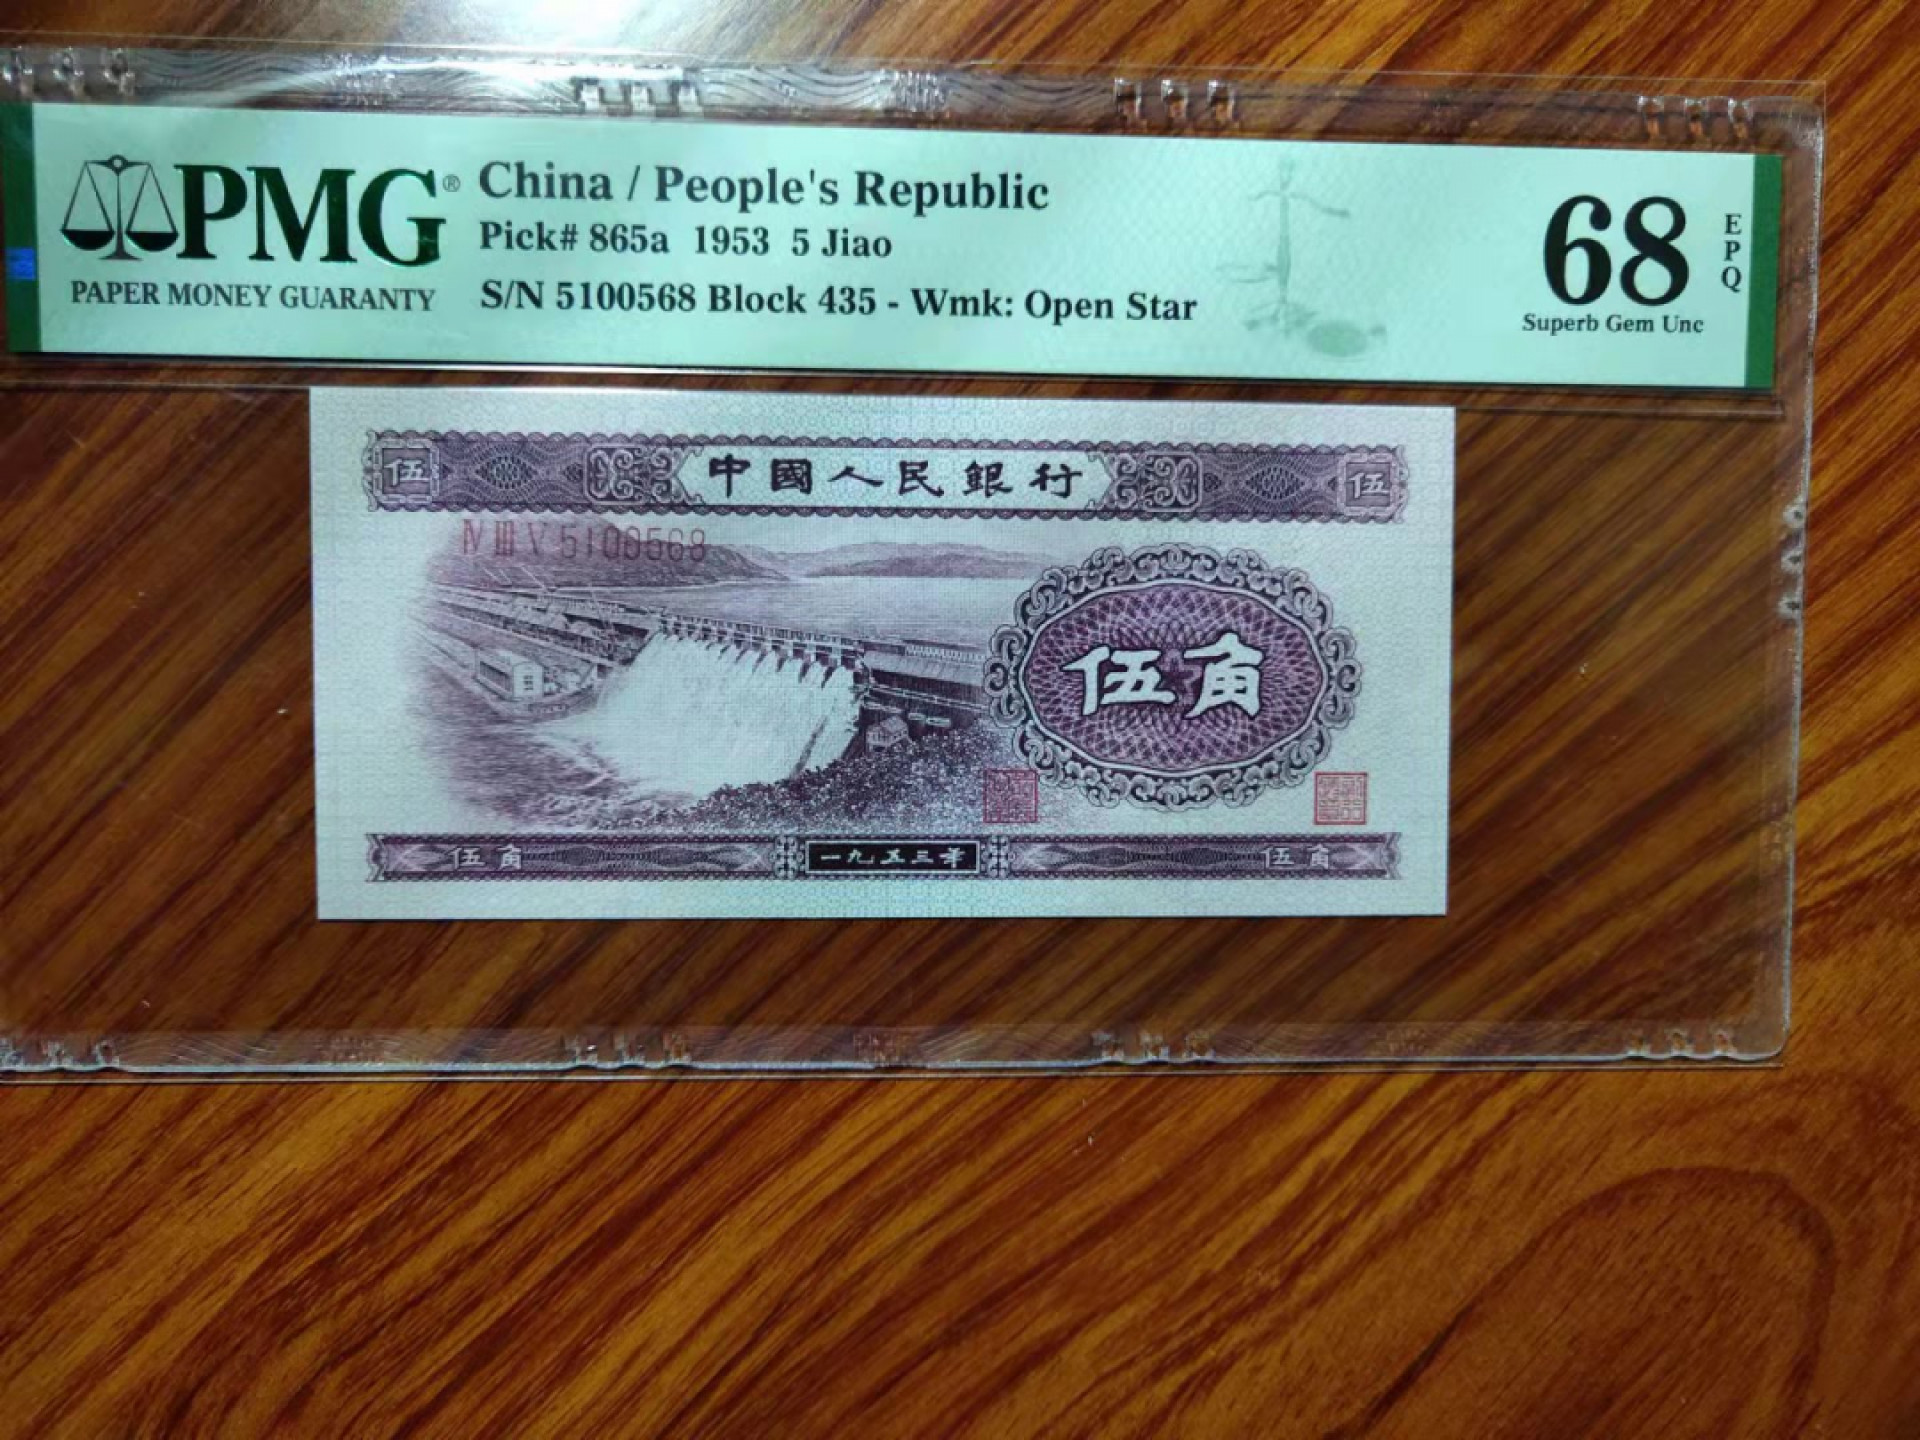 PMG® China / People's Republic
Pick# 865a 1953 5 Jiao
PAPER MONEY GUARANTY S/N 5100568 Block 435 - Wmk: Open Star
68 EPQ
Superb Gem Unc
伍 中國人民銀行 伍
Ⅳ Ⅲ Ⅴ 5100568
伍角
伍角 一九五三年 伍角